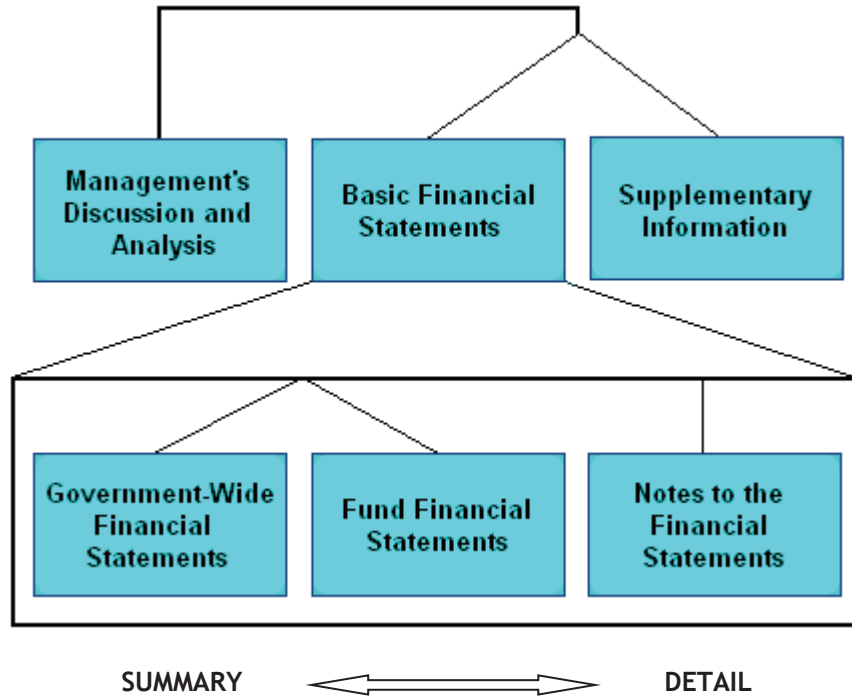 Management's
Discussion and
Analysis
Basic Financial
Statements
Supplementary
Information
Government-Wide
Financial
Statements
Fund Financial
Statements
Notes to the
Financial
Statements
SUMMARY
DETAIL